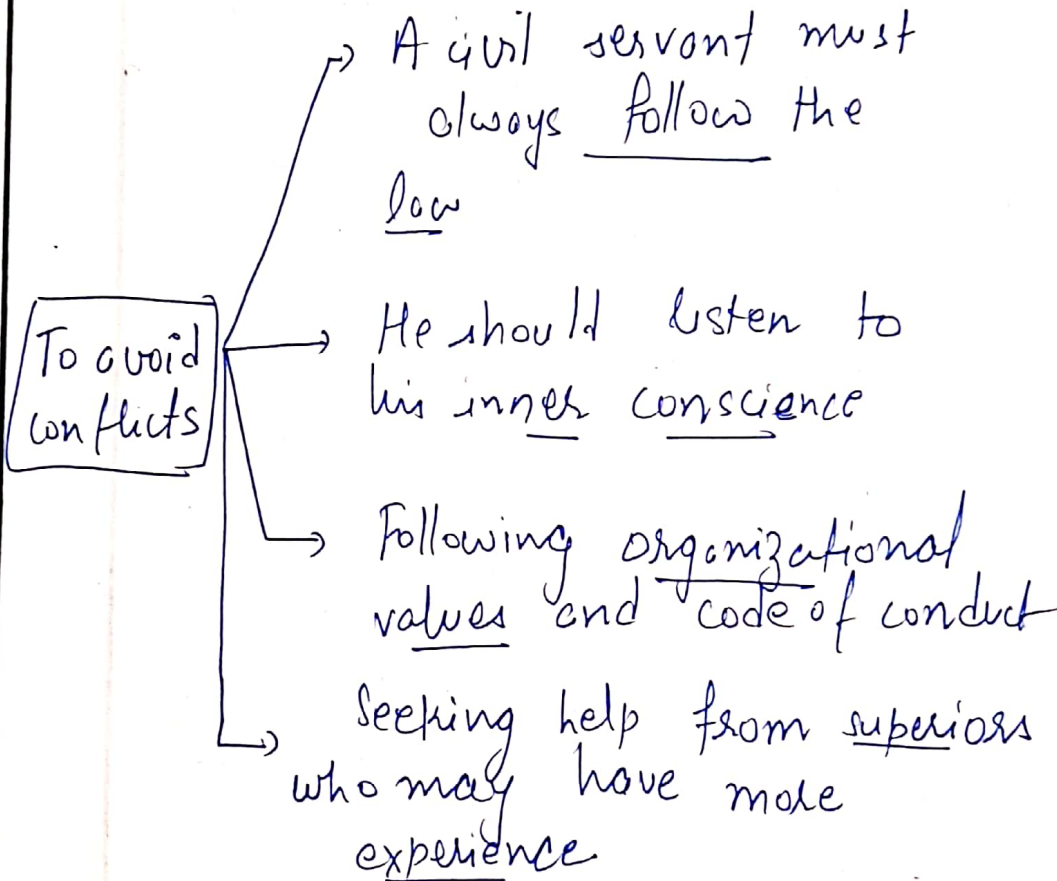 A civil servant must
always follow the
law
To avoid
conflicts
He should listen to
his inner conscience
Following organizational
values and code of conduct
Seeking help from superiors
who may have more
experience